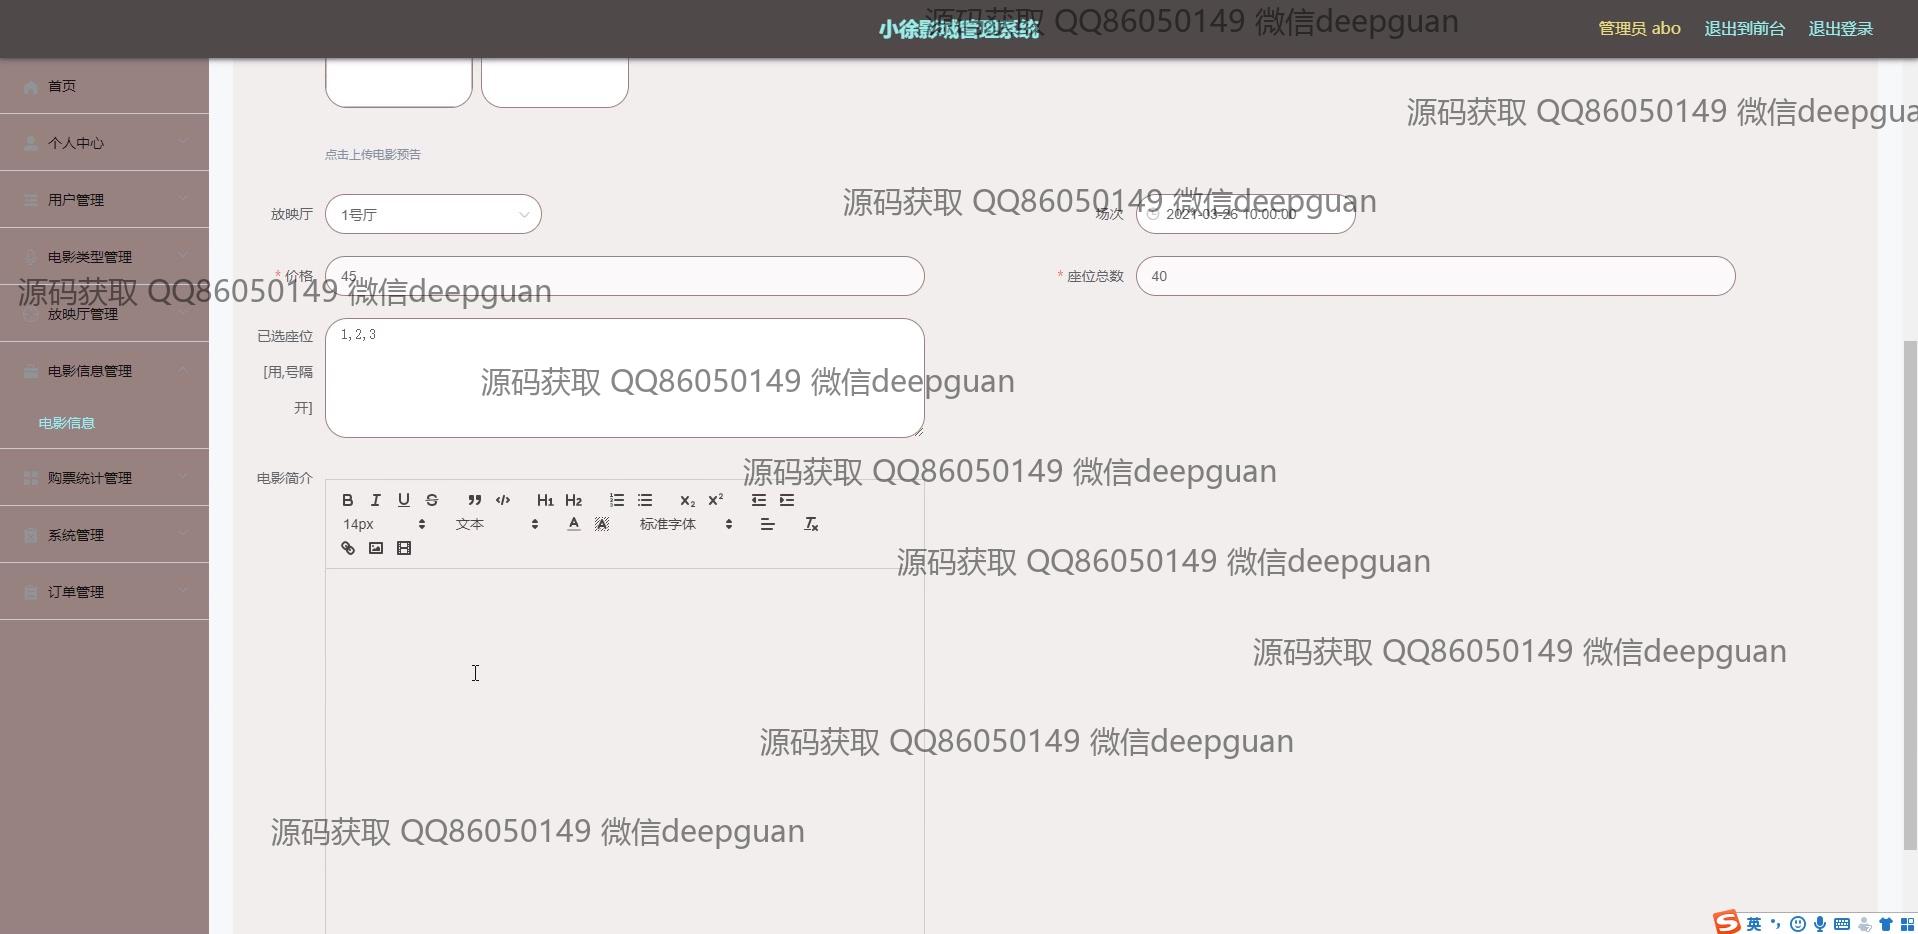 小徐影城管理系统
源码获取 QQ86050149 微信deepguan
管理员 abo
退出到前台
退出登录
首页
个人中心
用户管理
电影类型管理
放映厅管理
电影信息管理
电影信息
购票统计管理
系统管理
订单管理
源码获取 QQ86050149 微信deepgua
点击上传电影预告
源码获取 QQ86050149 微信deepguan
放映厅
1号厅
场次
2021-03-26 10:00:00
* 价格
45
* 座位总数
40
源码获取 QQ86050149 微信deepguan
已选座位
[用,号隔
开]
1,2,3
源码获取 QQ86050149 微信deepguan
电影简介
源码获取 QQ86050149 微信deepguan
B I U S H1 H2 X2 X2
14px
文本
A A
标准字体
Tx
源码获取 QQ86050149 微信deepguan
源码获取 QQ86050149 微信deepguan
源码获取 QQ86050149 微信deepguan
源码获取 QQ86050149 微信deepguan
S 英